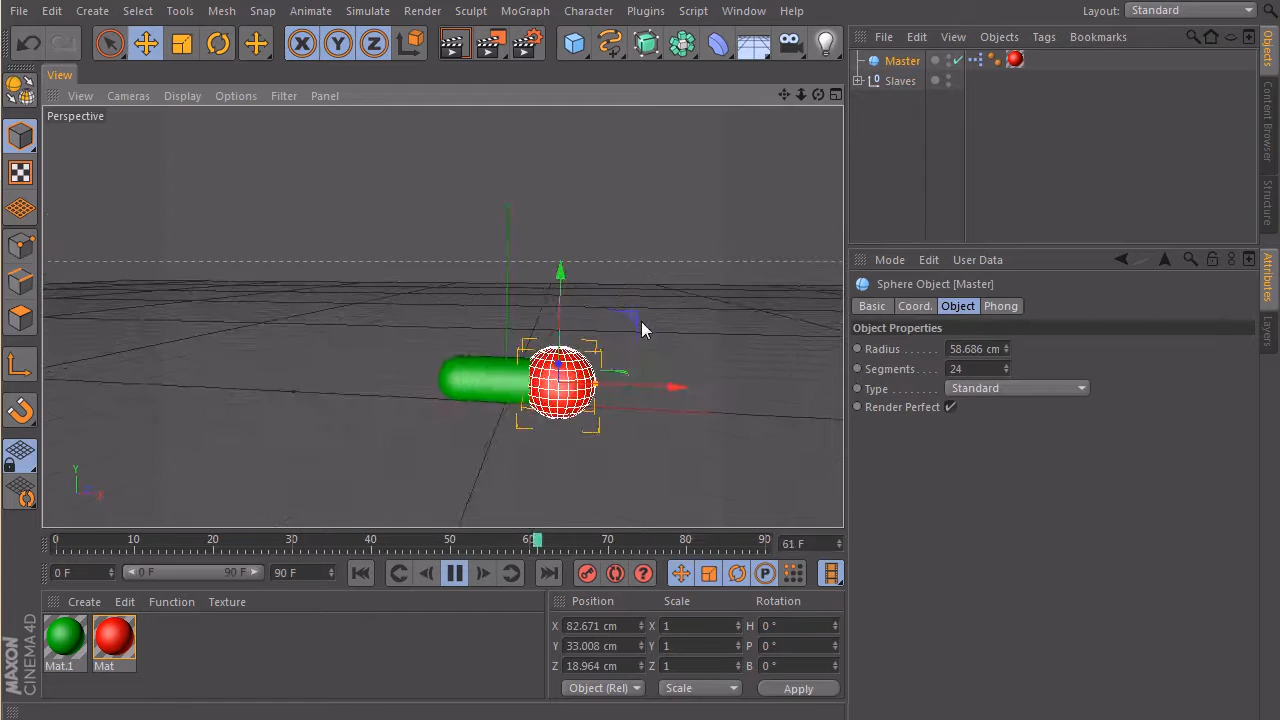 File Edit Create Select Tools Mesh Snap Animate Simulate Render Sculpt MoGraph Character Plugins Script Window Help Layout: Standard
File Edit View Objects Tags Bookmarks
View
Master
Slaves
View Cameras Display Options Filter Panel
Perspective
Mode Edit User Data
Sphere Object [Master]
Basic Coord. Object Phong
Object Properties
Radius . . . . . 58.686 cm
Segments . . . 24
Type . . . . . . . Standard
Render Perfect
Objects
Content Browser
Structure
Attributes
Layers
Y
X
0 10 20 30 40 50 60 70 80 90 61 F
0 F 0 F 90 F 90 F
Create Edit Function Texture
Mat.1 Mat
Position Scale Rotation
X 82.671 cm X 1 H 0 °
Y 33.008 cm Y 1 P 0 °
Z 18.964 cm Z 1 B 0 °
Object (Rel) Scale Apply
MAXON
CINEMA 4D